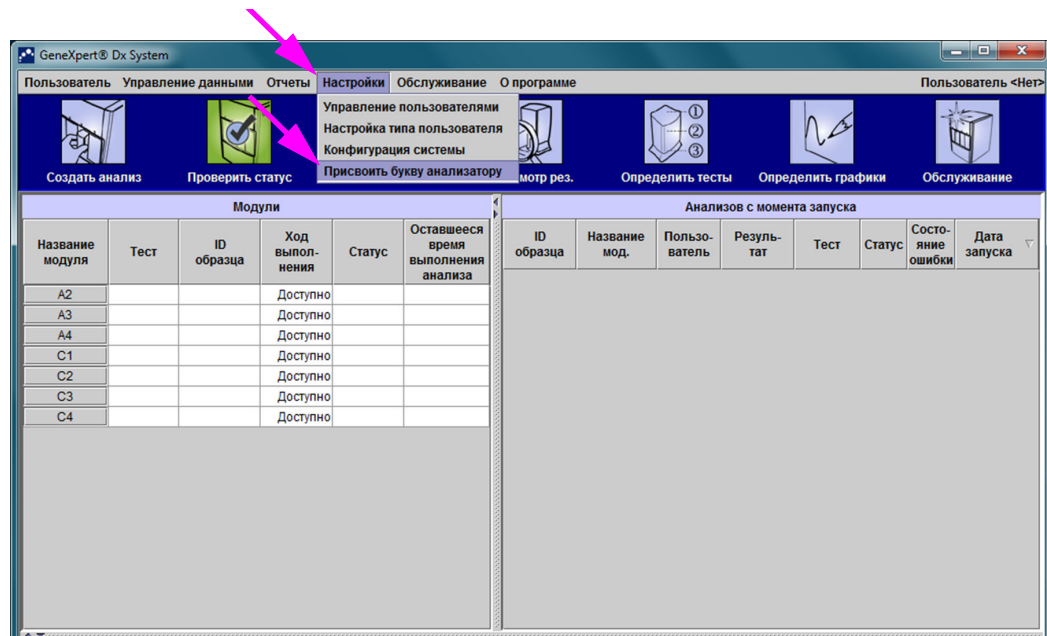 GeneXpert® Dx System
Пользователь Управление данными Отчеты Настройки Обслуживание О программе Пользователь <Нет>
Управление пользователями
Настройка типа пользователя
Конфигурация системы
Присвоить букву анализатору
Создать анализ Проверить статус мотр рез. Определить тесты Определить графики Обслуживание
Модули
Название модуля
Тест
ID образца
Ход выпол-
нения
Статус
Оставшееся
время
выполнения
анализа
A2 Доступно
A3 Доступно
A4 Доступно
C1 Доступно
C2 Доступно
C3 Доступно
C4 Доступно
Анализов с момента запуска
ID
образца
Название
мод.
Пользо-
ватель
Резуль-
тат
Тест
Статус
Состо-
яние
ошибки
Дата
запуска